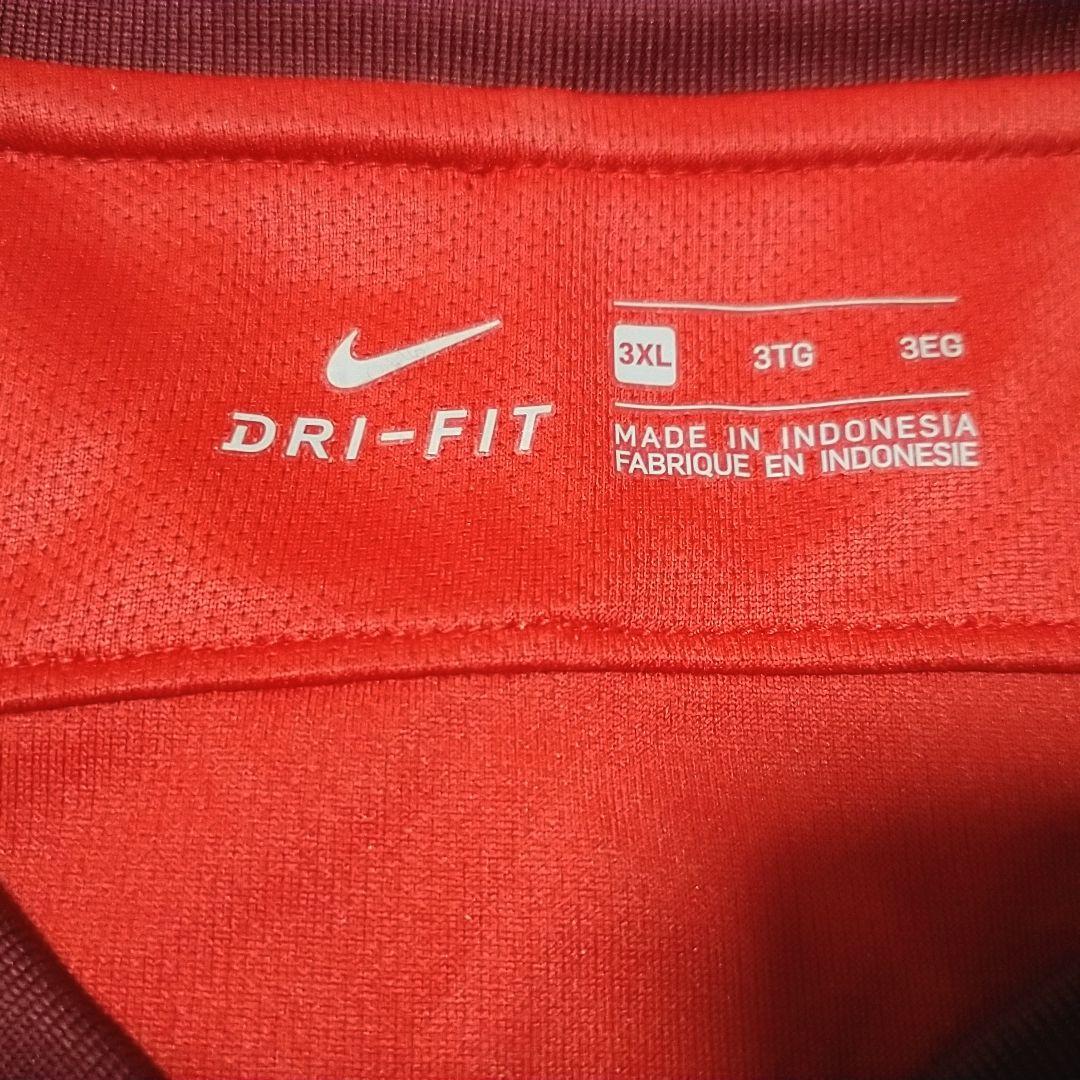 DRI-FIT
3XL 3TG 3EG
MADE IN INDONESIA
FABRIQUE EN INDONESIE